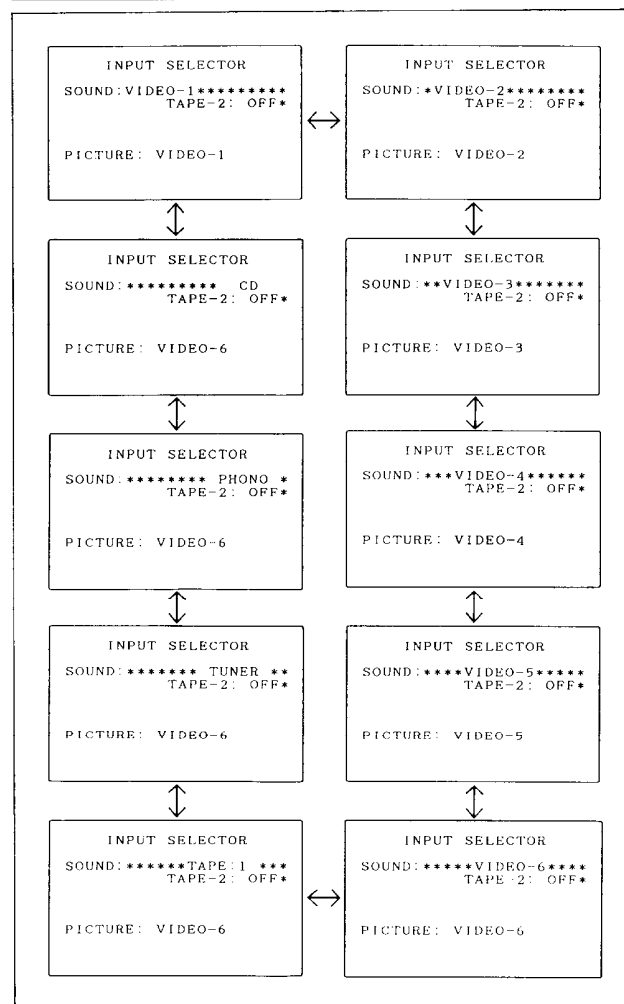 INPUT SELECTOR
SOUND:VIDEO-1*********
TAPE-2: OFF*
PICTURE: VIDEO-1
INPUT SELECTOR
SOUND:*VIDEO-2********
TAPE-2: OFF*
PICTURE: VIDEO-2
INPUT SELECTOR
SOUND:********* CD
TAPE-2: OFF*
PICTURE: VIDEO-6
INPUT SELECTOR
SOUND:**VIDEO-3*******
TAPE-2: OFF*
PICTURE: VIDEO-3
INPUT SELECTOR
SOUND:******** PHONO *
TAPE-2: OFF*
PICTURE: VIDEO-6
INPUT SELECTOR
SOUND:***VIDEO-4******
TAPE-2: OFF*
PICTURE: VIDEO-4
INPUT SELECTOR
SOUND:******* TUNER **
TAPE-2: OFF*
PICTURE: VIDEO-6
INPUT SELECTOR
SOUND:****VIDEO-5*****
TAPE-2: OFF*
PICTURE: VIDEO-5
INPUT SELECTOR
SOUND:******TAPE:1 ***
TAPE-2: OFF*
PICTURE: VIDEO-6
INPUT SELECTOR
SOUND:*****VIDEO-6****
TAPE-2: OFF*
PICTURE: VIDEO-6